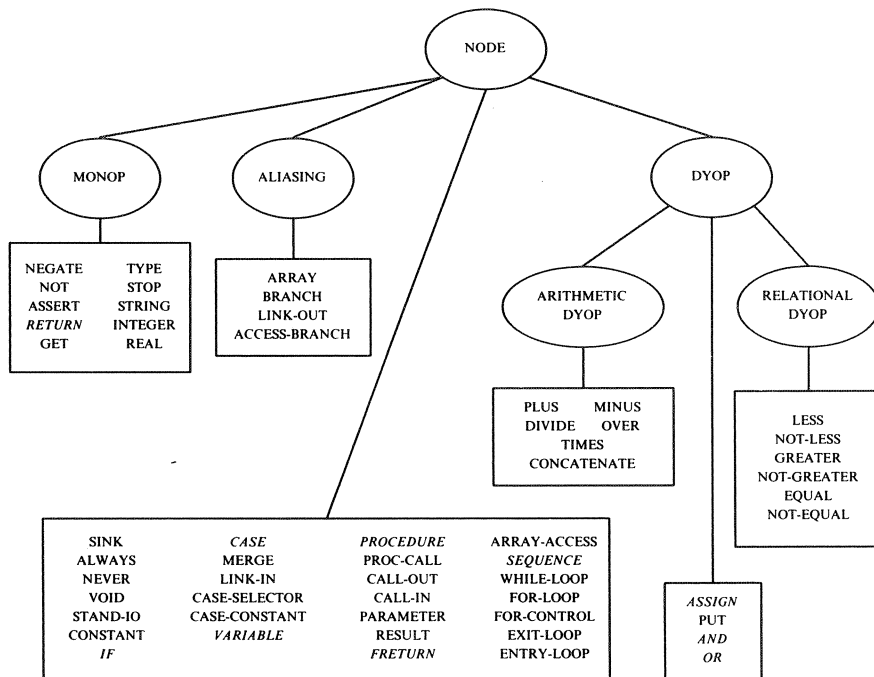 NODE
MONOP
ALIASING
DYOP
NEGATE TYPE
NOT STOP
ASSERT STRING
RETURN INTEGER
GET REAL
ARRAY
BRANCH
LINK-OUT
ACCESS-BRANCH
ARITHMETIC
DYOP
RELATIONAL
DYOP
PLUS MINUS
DIVIDE OVER
TIMES
CONCATENATE
LESS
NOT-LESS
GREATER
NOT-GREATER
EQUAL
NOT-EQUAL
SINK CASE PROCEDURE ARRAY-ACCESS
ALWAYS MERGE PROC-CALL SEQUENCE
NEVER LINK-IN CALL-OUT WHILE-LOOP
VOID CASE-SELECTOR CALL-IN FOR-LOOP
STAND-IO CASE-CONSTANT PARAMETER FOR-CONTROL
CONSTANT VARIABLE RESULT EXIT-LOOP
IF FRETURN ENTRY-LOOP
ASSIGN
PUT
AND
OR